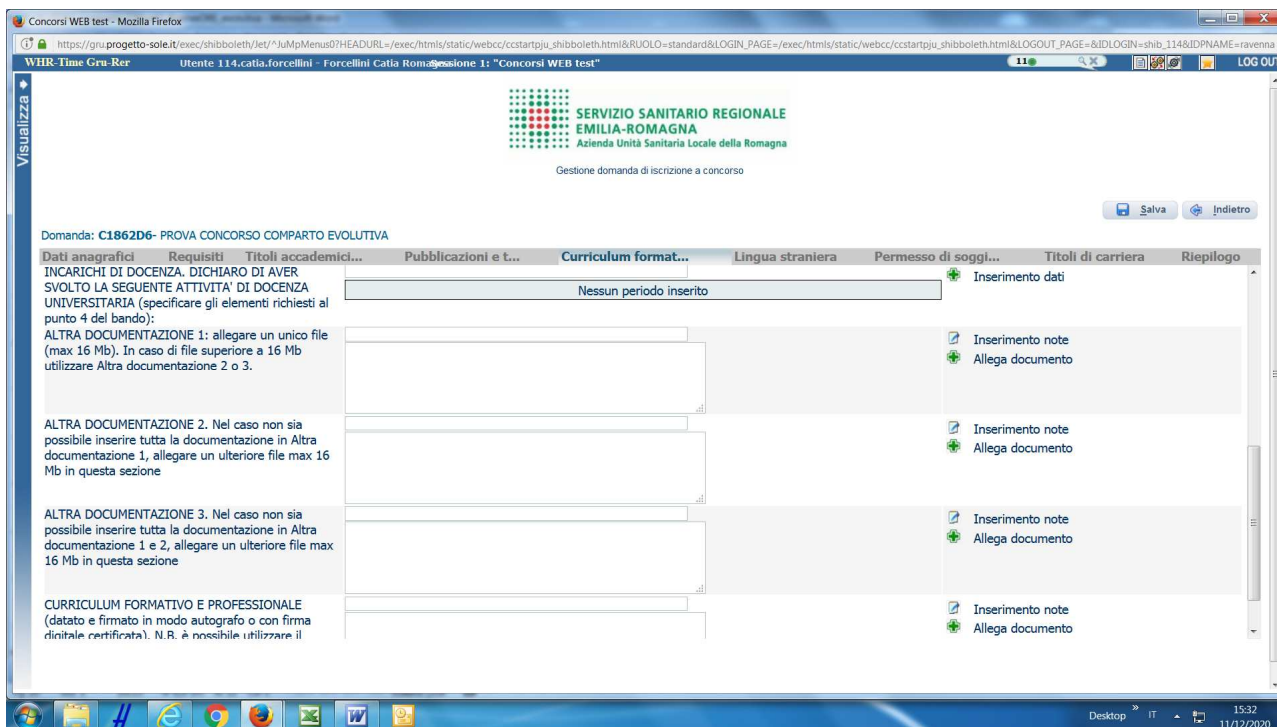 Concorsi WEB test - Mozilla Firefox
https://gru.progetto-sole.it/exec/shibboleth/Jet/^JuMpMenus0?HEADURL=/exec/htmls/static/webcc/ccstartpju_shibboleth.html&RUOLO=standard&LOGIN_PAGE=/exec/htmls/static/webcc/ccstartpju_shibboleth.html&LOGOUT_PAGE=&IDLOGIN=shib_114&IDPNAME=ravenna
WHR-Time Gru-Rer Utente 114.catia.forcellini - Forcellini Catia 1: "Concorsi WEB test" 11 LOG OUT
Visualizza
SERVIZIO SANITARIO REGIONALE
EMILIA-ROMAGNA
Azienda Unità Sanitaria Locale della Romagna
Gestione domanda di iscrizione a concorso
Salva Indietro
Domanda: C1862D6- PROVA CONCORSO COMPARTO EVOLUTIVA
Dati anagrafici Requisiti Titoli accademici... Pubblicazioni e t... Curriculum format... Lingua straniera Permesso di soggi... Titoli di carriera Riepilogo
INCARICHI DI DOCENZA. DICHIARO DI AVER
SVOLTO LA SEGUENTE ATTIVITA' DI DOCENZA
UNIVERSITARIA (specificare gli elementi richiesti al
punto 4 del bando):
Nessun periodo inserito
Inserimento dati
ALTRA DOCUMENTAZIONE 1: allegare un unico file
(max 16 Mb). In caso di file superiore a 16 Mb
utilizzare Altra documentazione 2 o 3.
Inserimento note
Allega documento
ALTRA DOCUMENTAZIONE 2. Nel caso non sia
possibile inserire tutta la documentazione in Altra
documentazione 1, allegare un ulteriore file max 16
Mb in questa sezione
Inserimento note
Allega documento
ALTRA DOCUMENTAZIONE 3. Nel caso non sia
possibile inserire tutta la documentazione in Altra
documentazione 1 e 2, allegare un ulteriore file max
16 Mb in questa sezione
Inserimento note
Allega documento
CURRICULUM FORMATIVO E PROFESSIONALE
(datato e firmato in modo autografo o con firma
digitale certificata). N.B. è possibile utilizzare il
Inserimento note
Allega documento
Desktop » IT 15:32
11/12/2020